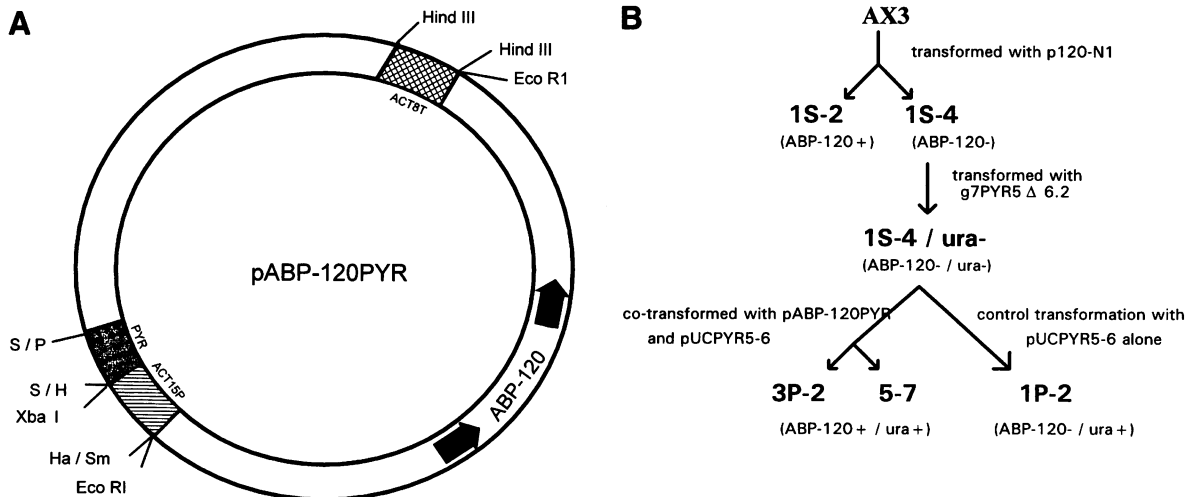 A
Hind III
Hind III
Eco R1
ACT8T
pABP-120PYR
S / P
PYR
ACT15P
S / H
Xba I
ABP-120
Ha / Sm
Eco RI
B
AX3
transformed with p120-N1
1S-2 1S-4
(ABP-120+) (ABP-120-)
transformed with
g7PYR5 Δ 6.2
1S-4 / ura-
(ABP-120- / ura-)
co-transformed with pABP-120PYR
and pUCPYR5-6
control transformation with
pUCPYR5-6 alone
3P-2 5-7 1P-2
(ABP-120+ / ura+) (ABP-120- / ura+)